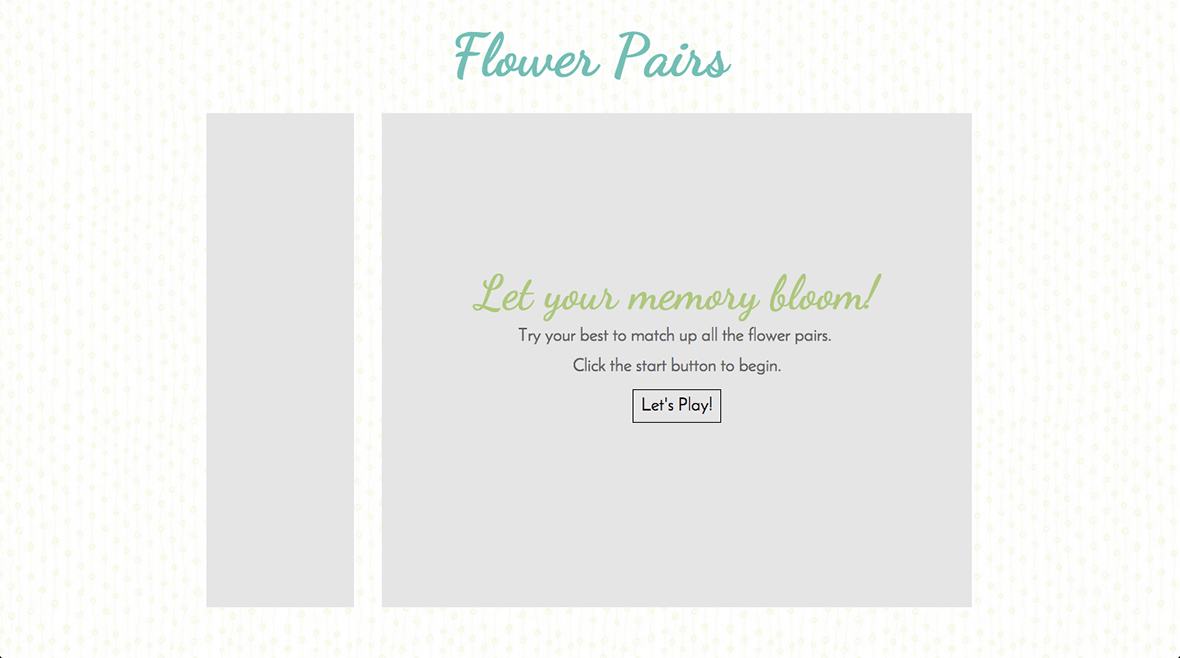 Flower Pairs
Let your memory bloom!
Try your best to match up all the flower pairs.
Click the start button to begin.
Let's Play!